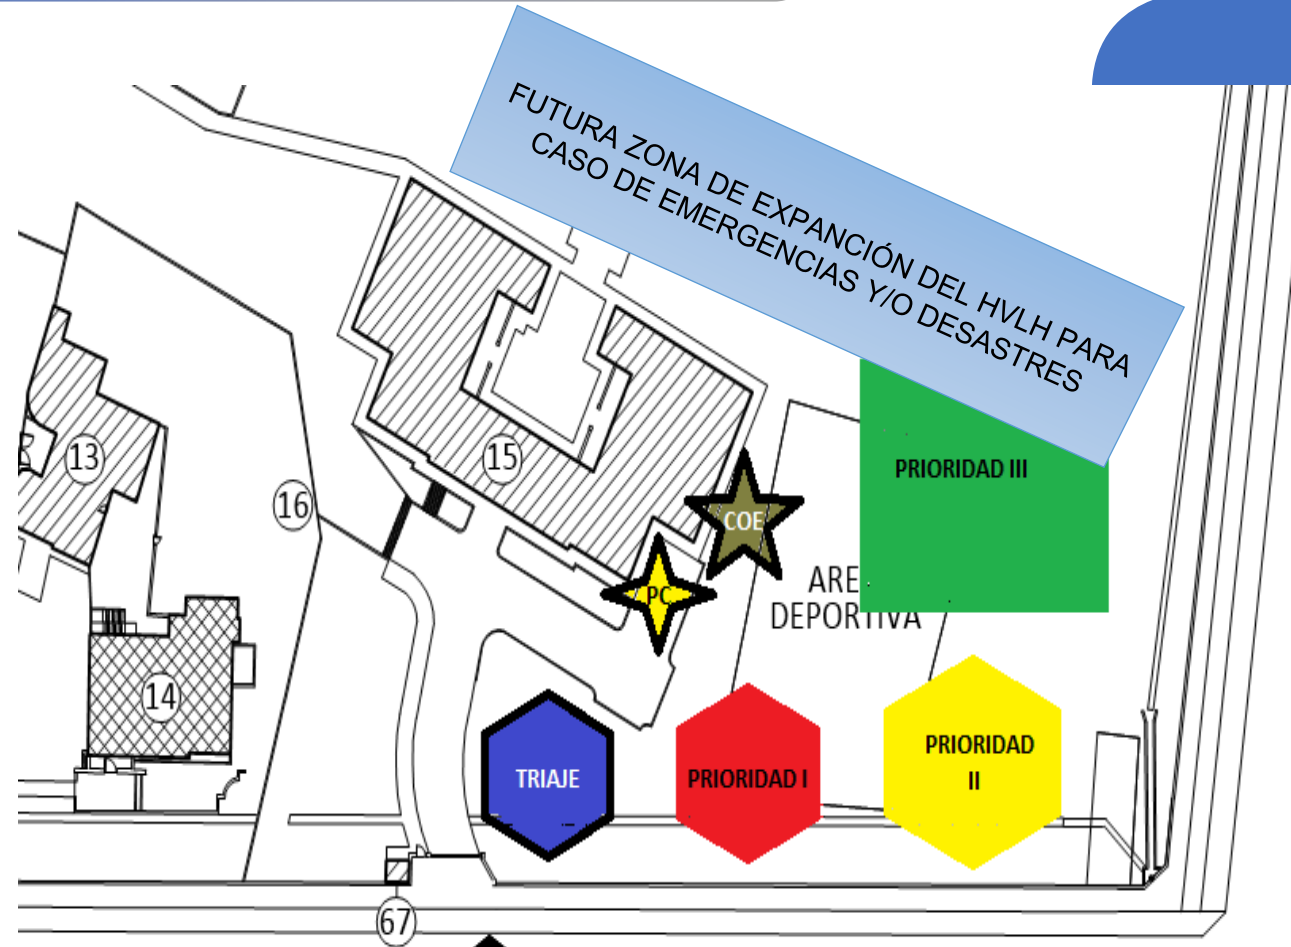 FUTURA ZONA DE EXPANCIÓN DEL HVLH PARA
CASO DE EMERGENCIAS Y/O DESASTRES
13
15
16
14
67
COE
PC
PRIORIDAD III
ARE
DEPORTIVA
TRIAJE
PRIORIDAD I
PRIORIDAD
II